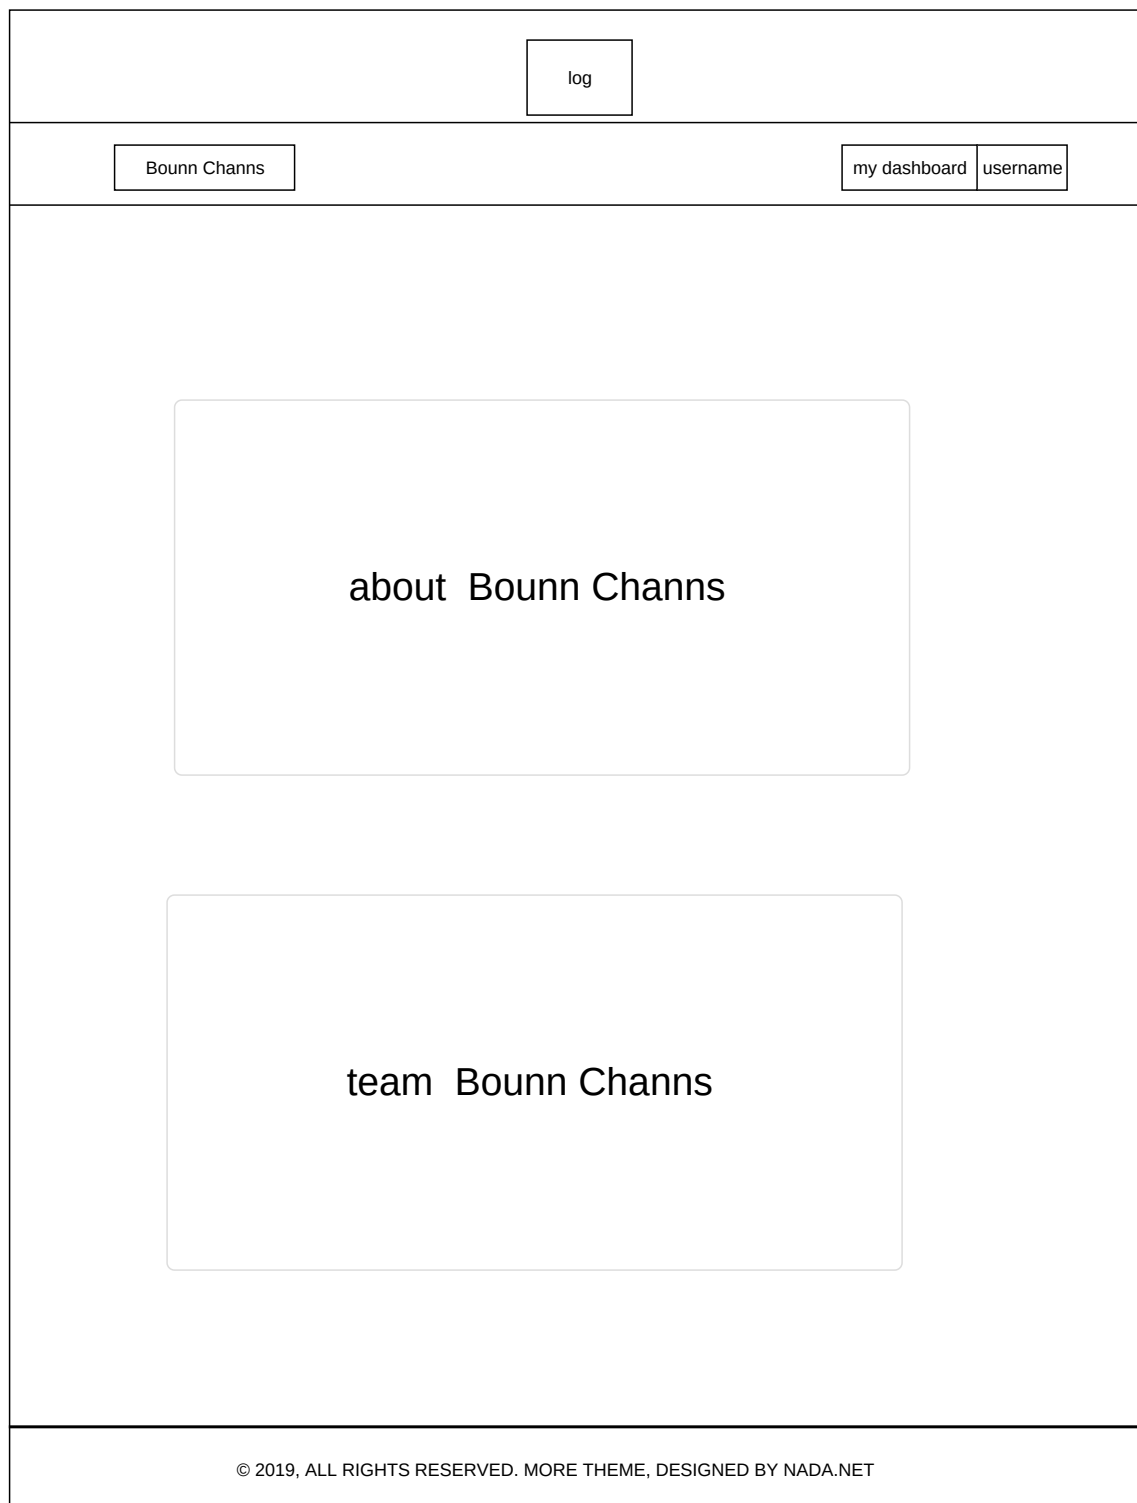 log
Bounn Channs
my dashboard
username
about  Bounn Channs
team  Bounn Channs
© 2019, ALL RIGHTS RESERVED. MORE THEME, DESIGNED BY NADA.NET